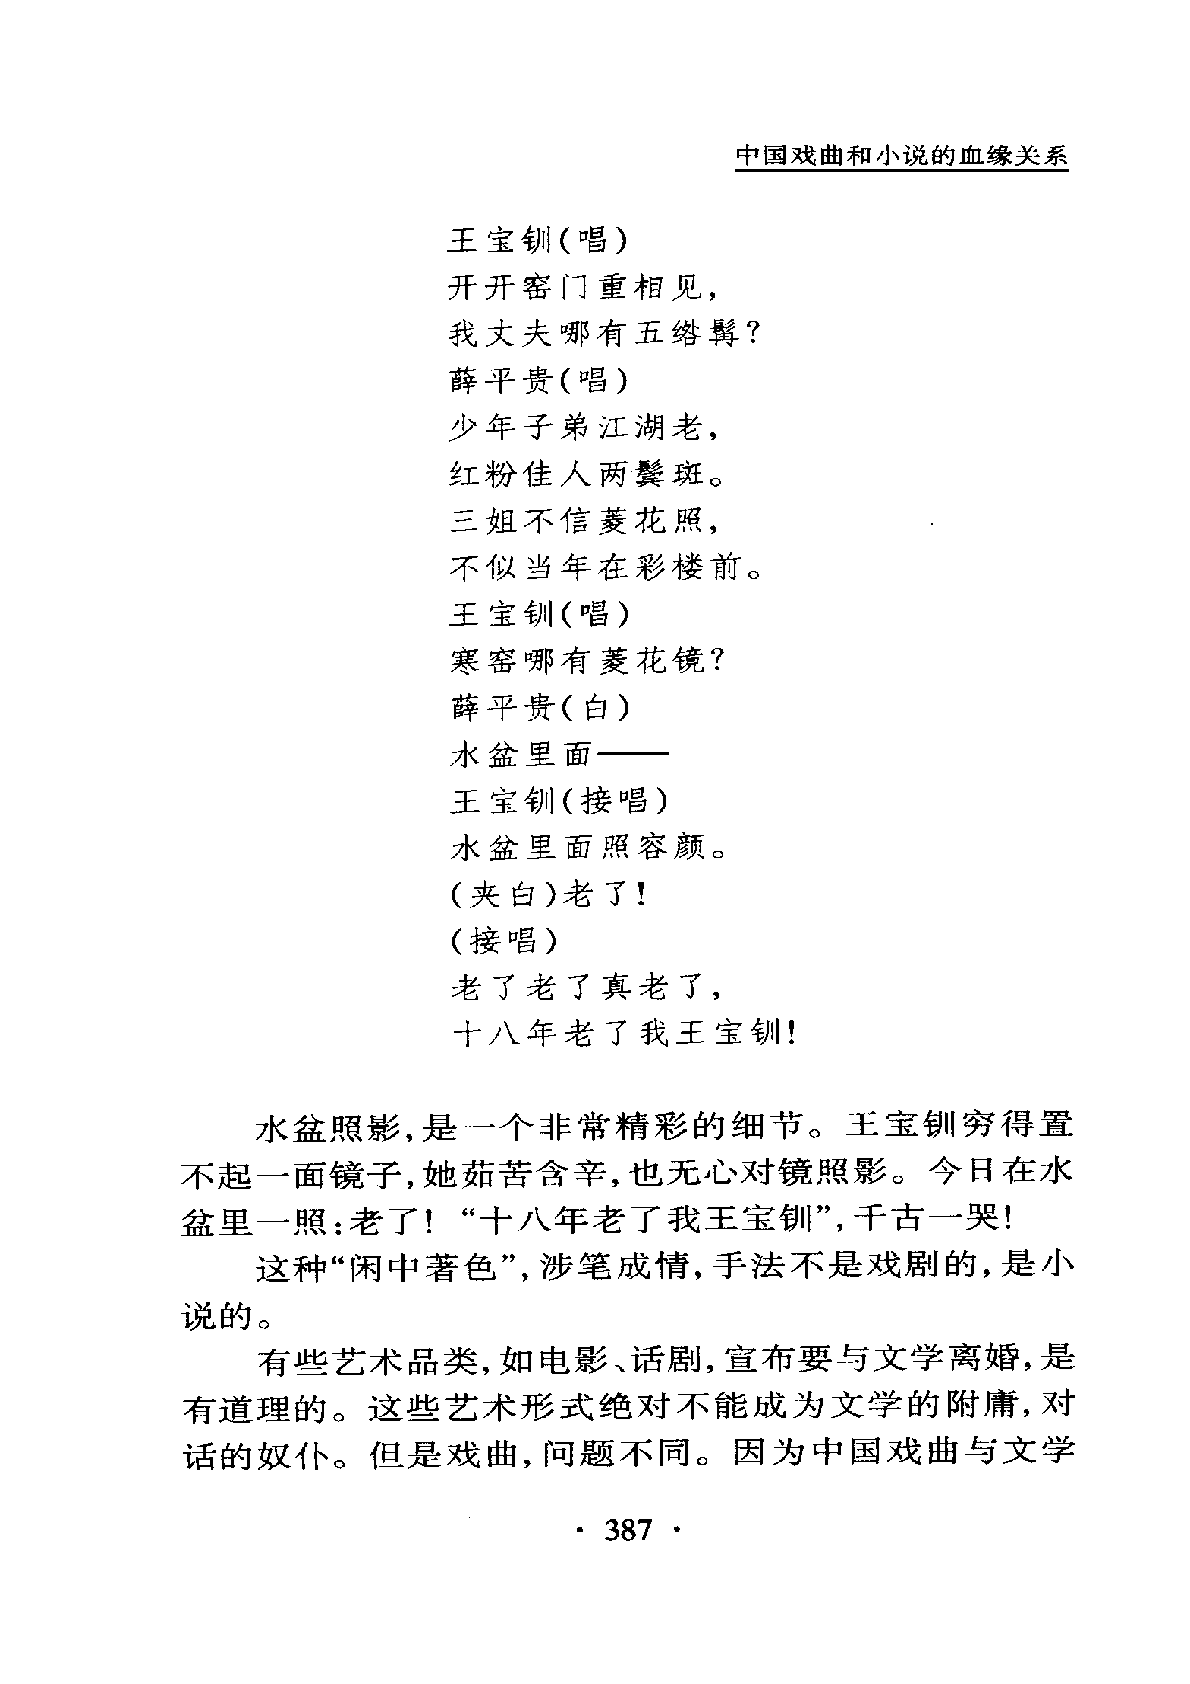 中国戏曲和小说的血缘关系
王宝钏(唱)
开开窑门重相见,
我丈夫哪有五绺髯?
薛平贵(唱)
少年子弟江湖老,
红粉佳人两鬓斑。
三姐不信菱花照,
不似当年在彩楼前。
王宝钏(唱)
寒窑哪有菱花镜?
薛平贵(白)
水盆里面——
王宝钏(接唱)
水盆里面照容颜。
(夹白)老了!
(接唱)
老了老了真老了,
十八年老了我王宝钏!
水盆照影,是一个非常精彩的细节。王宝钏穷得置
不起一面镜子,她茹苦含辛,也无心对镜照影。今日在水
盆里一照:老了!“十八年老了我王宝钏”,千古一哭!
这种“闲中著色”,涉笔成情,手法不是戏剧的,是小
说的。
有些艺术品类,如电影、话剧,宣布要与文学离婚,是
有道理的。这些艺术形式绝对不能成为文学的附庸,对
话的奴仆。但是戏曲,问题不同。因为中国戏曲与文学
· 387 ·